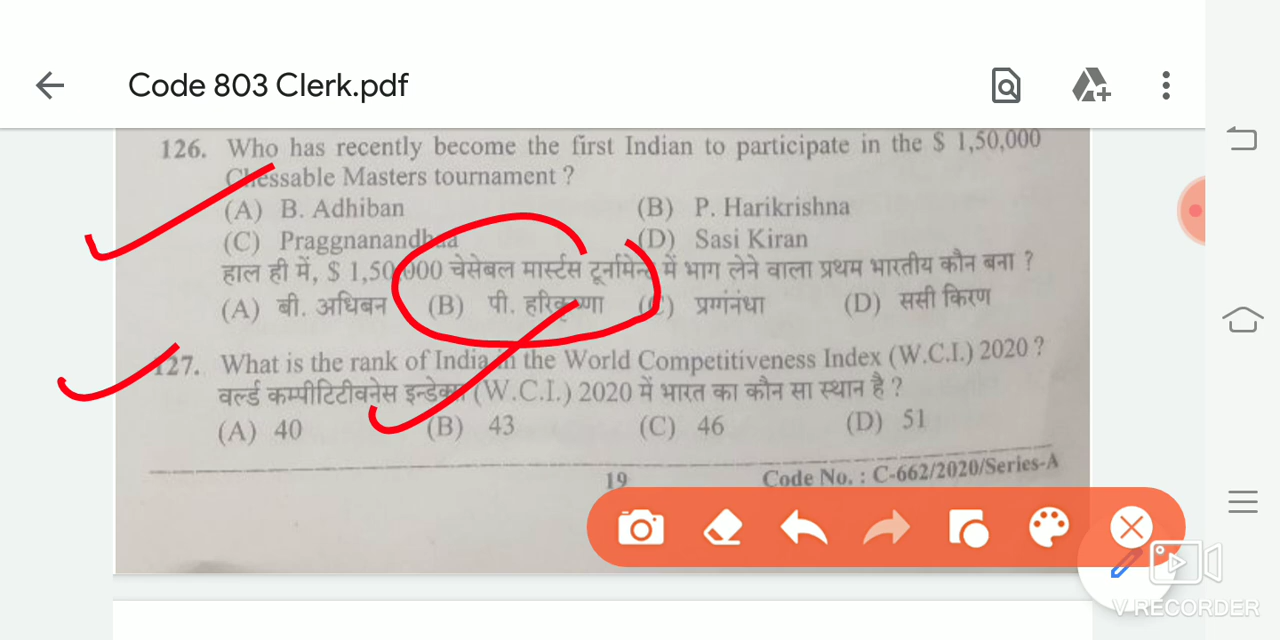 Code 803 Clerk.pdf
126. Who has recently become the first Indian to participate in the $ 1,50,000
Chessable Masters tournament ?
(A) B. Adhiban (B) P. Harikrishna
(C) Praggnanandhaa (D) Sasi Kiran
हाल ही में, $ 1,50,000 चेसेबल मार्स्टस टूर्नामेन्ट में भाग लेने वाला प्रथम भारतीय कौन बना ?
(A) बी. अधिबन (B) पी. हरिकृष्णा (C) प्रग्गंनंधा (D) ससी किरण
127. What is the rank of India in the World Competitiveness Index (W.C.I.) 2020 ?
वर्ल्ड कम्पीटिटीवनेस इन्डेक्स (W.C.I.) 2020 में भारत का कौन सा स्थान है ?
(A) 40 (B) 43 (C) 46 (D) 51
19 Code No. : C-662/2020/Series-A
V RECORDER